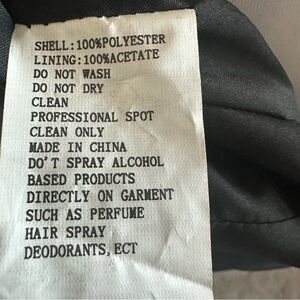 SHELL:100%POLYESTER
LINING:100%ACETATE
DO NOT WASH
DO NOT DRY
CLEAN
PROFESSIONAL SPOT
CLEAN ONLY
MADE IN CHINA
DO'T SPRAY ALCOHOL
BASED PRODUCTS
DIRECTLY ON GARMENT
SUCH AS PERFUME
HAIR SPRAY
DEODORANTS,ECT